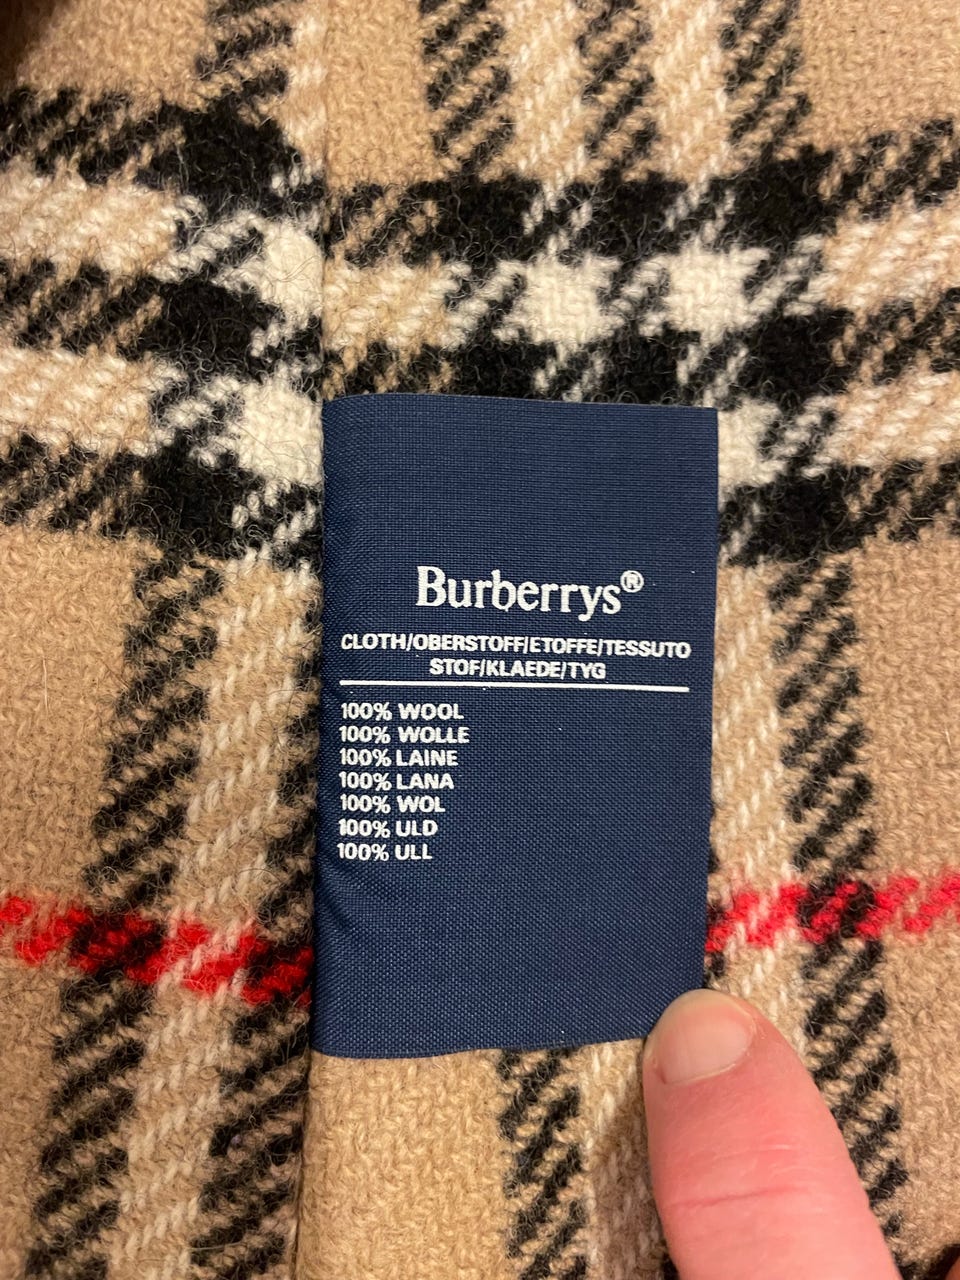 Burberrys®
CLOTH/OBERSTOFF/ETOFFE/TESSUTO
STOF/KLAEDE/TYG
100% WOOL
100% WOLLE
100% LAINE
100% LANA
100% WOL
100% ULD
100% ULL